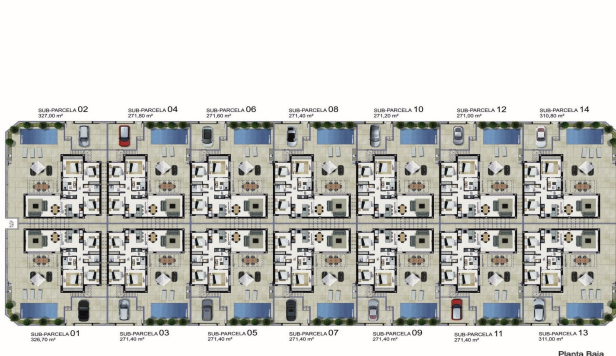 SUB-PARCELA 02
327,00 m²
SUB-PARCELA 04
271,80 m²
SUB-PARCELA 06
271,60 m²
SUB-PARCELA 08
271,40 m²
SUB-PARCELA 10
271,20 m²
SUB-PARCELA 12
271,00 m²
SUB-PARCELA 14
310,80 m²
SUB-PARCELA 01
326,70 m²
SUB-PARCELA 03
271,40 m²
SUB-PARCELA 05
271,40 m²
SUB-PARCELA 07
271,40 m²
SUB-PARCELA 09
271,40 m²
SUB-PARCELA 11
271,40 m²
SUB-PARCELA 13
311,00 m²
Planta Baja